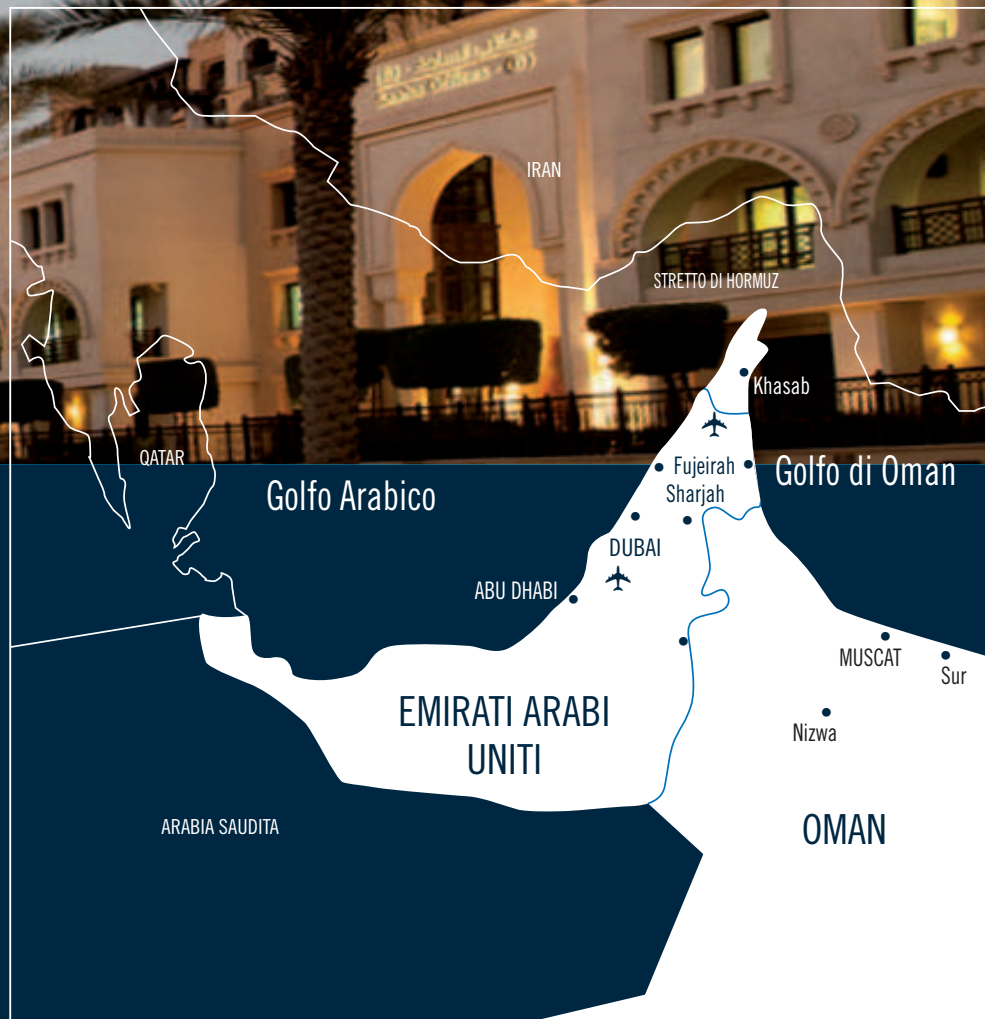 IRAN
STRETTO DI HORMUZ
Khasab
QATAR
Golfo Arabico
Fujeirah
Sharjah
Golfo di Oman
DUBAI
ABU DHABI
MUSCAT
Sur
EMIRATI ARABI
UNITI
Nizwa
ARABIA SAUDITA
OMAN